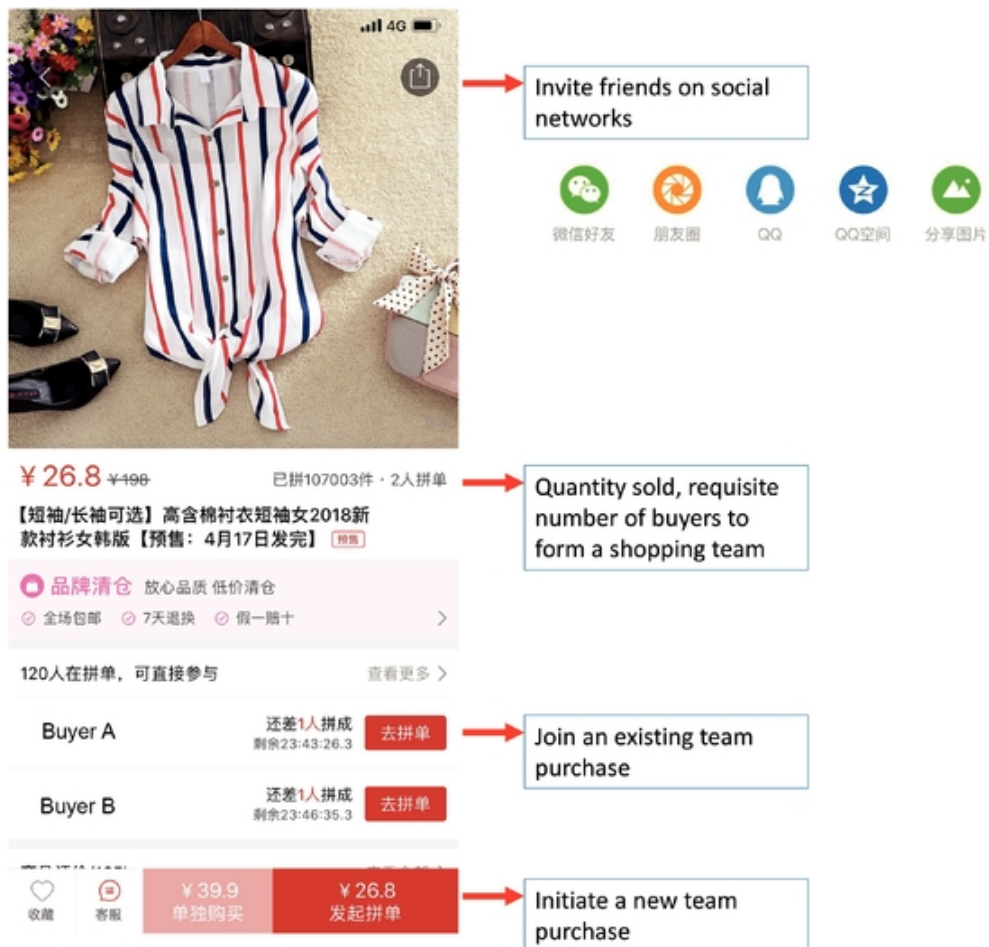 4G
Invite friends on social
networks
微信好友
朋友圈
QQ
QQ空间
分享图片
¥ 26.8 ¥198 已拼107003件 · 2人拼单
Quantity sold, requisite
number of buyers to
form a shopping team
【短袖/长袖可选】高含棉衬衣短袖女2018新
款衬衫女韩版【预售：4月17日发完】 预售
品牌清仓 放心品质 低价清仓
全场包邮 7天退换 假一赔十
120人在拼单，可直接参与 查看更多
Buyer A
还差1人拼成
剩余23:43:26.3
去拼单
Join an existing team
purchase
Buyer B
还差1人拼成
剩余23:46:35.3
去拼单
收藏
客服
¥ 39.9
单独购买
¥ 26.8
发起拼单
Initiate a new team
purchase